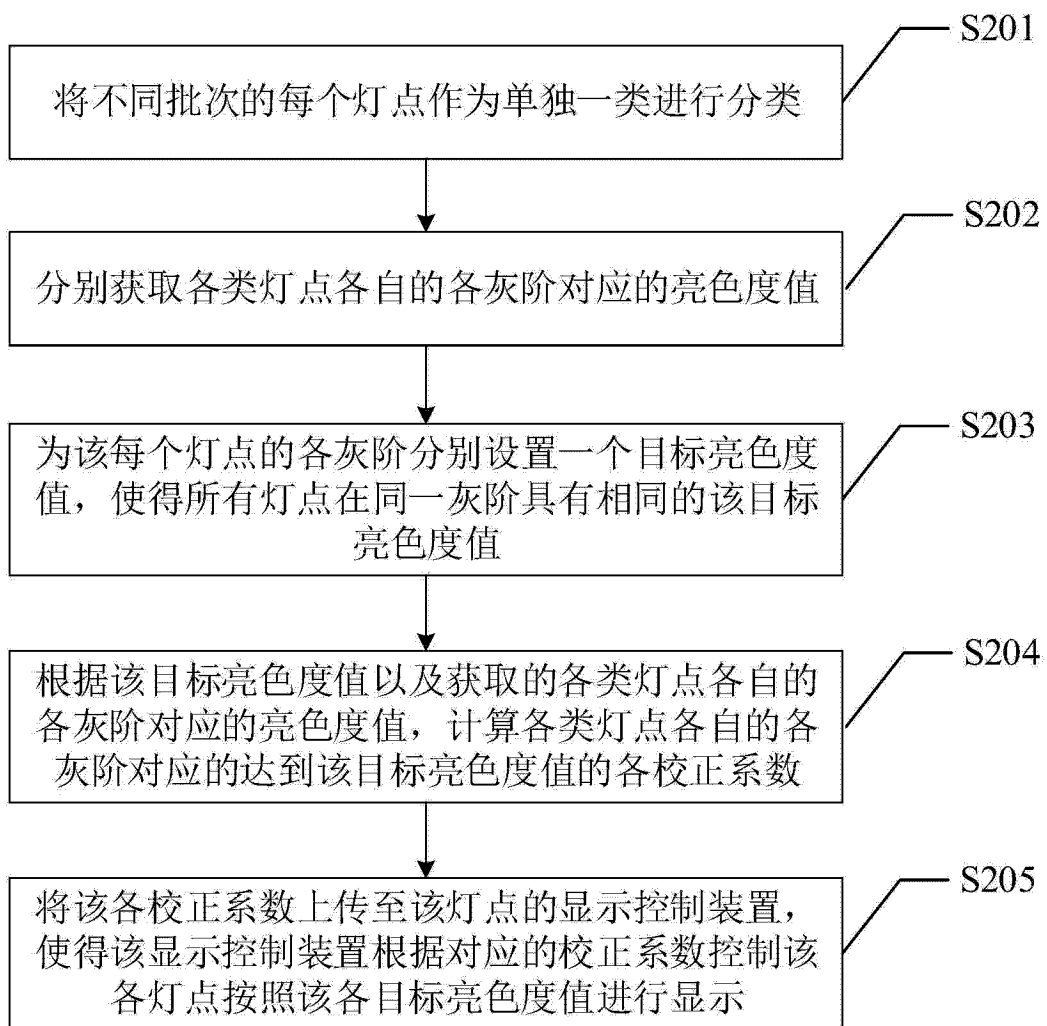 S201
将不同批次的每个灯点作为单独一类进行分类
S202
分别获取各类灯点各自的各灰阶对应的亮色度值
S203
为该每个灯点的各灰阶分别设置一个目标亮色度
值，使得所有灯点在同一灰阶具有相同的该目标
亮色度值
S204
根据该目标亮色度值以及获取的各类灯点各自的
各灰阶对应的亮色度值，计算各类灯点各自的各
灰阶对应的达到该目标亮色度值的各校正系数
S205
将该各校正系数上传至该灯点的显示控制装置，
使得该显示控制装置根据对应的校正系数控制该
各灯点按照该各目标亮色度值进行显示